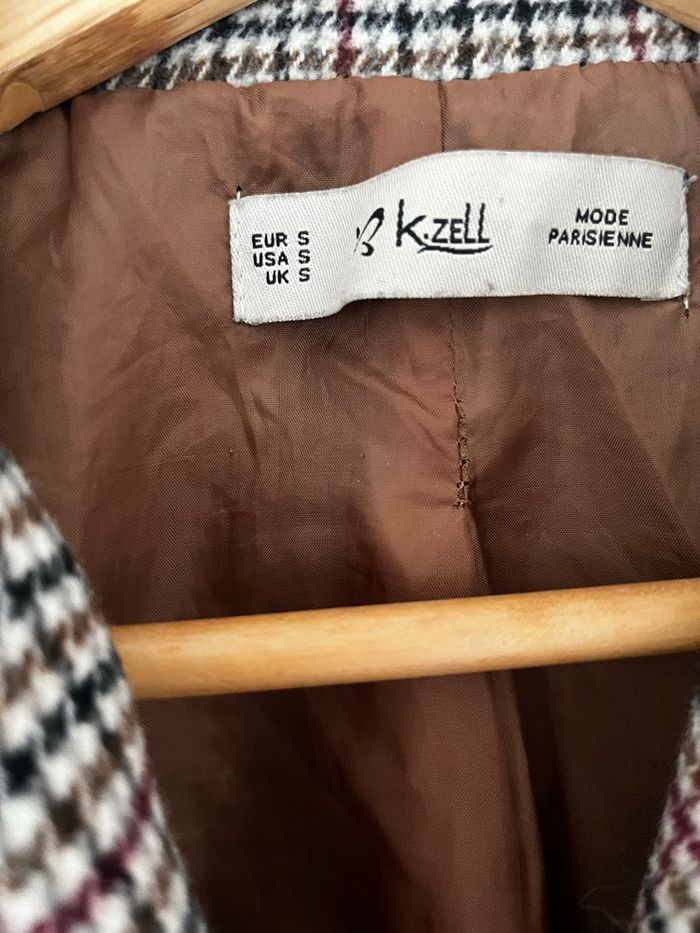 EUR S
USA S
UK S
K.ZELL
MODE
PARISIENNE